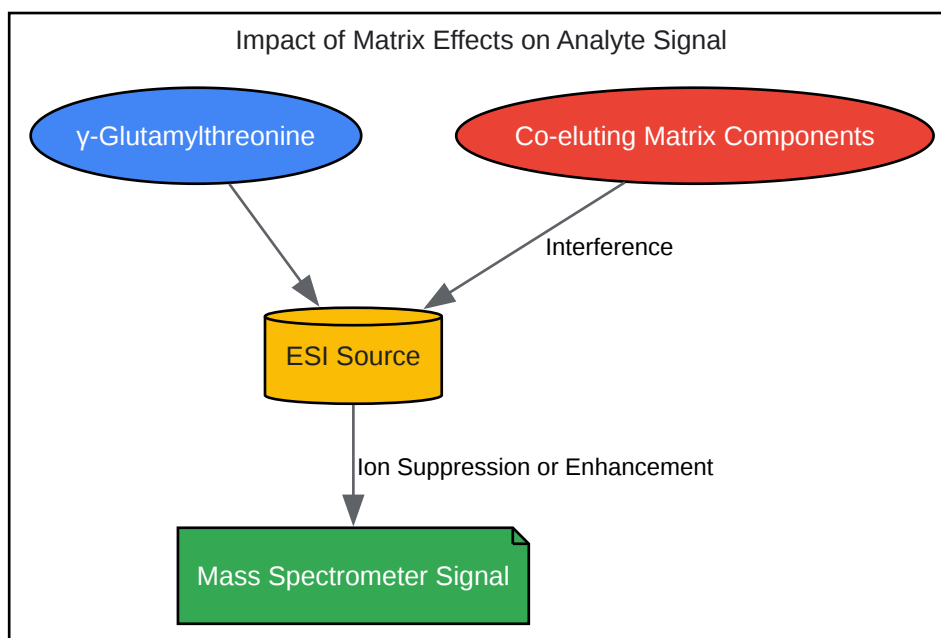 Impact of Matrix Effects on Analyte Signal
γ-Glutamylthreonine
Co-eluting Matrix Components
Interference
ESI Source
Ion Suppression or Enhancement
Mass Spectrometer Signal